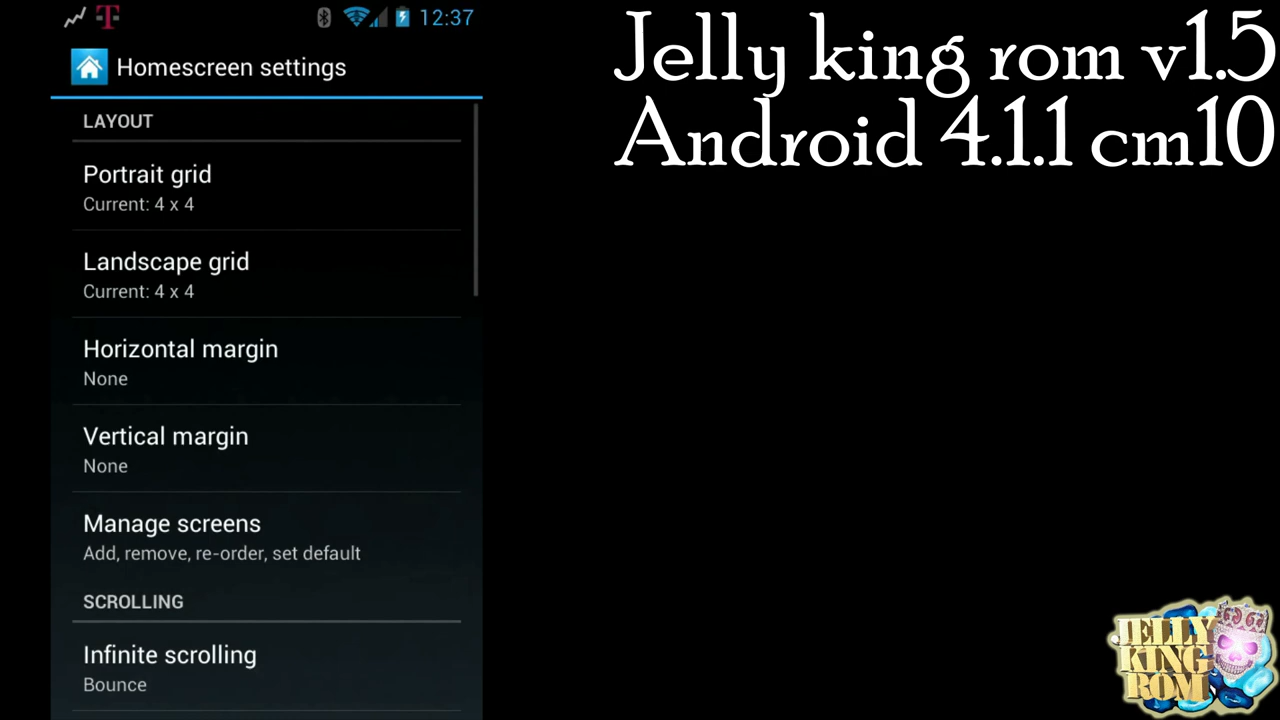 T
12:37
Homescreen settings
LAYOUT
Portrait grid
Current: 4 x 4
Landscape grid
Current: 4 x 4
Horizontal margin
None
Vertical margin
None
Manage screens
Add, remove, re-order, set default
SCROLLING
Infinite scrolling
Bounce
Jelly king rom v1.5
Android 4.1.1 cm10
JELLY
KING
ROM